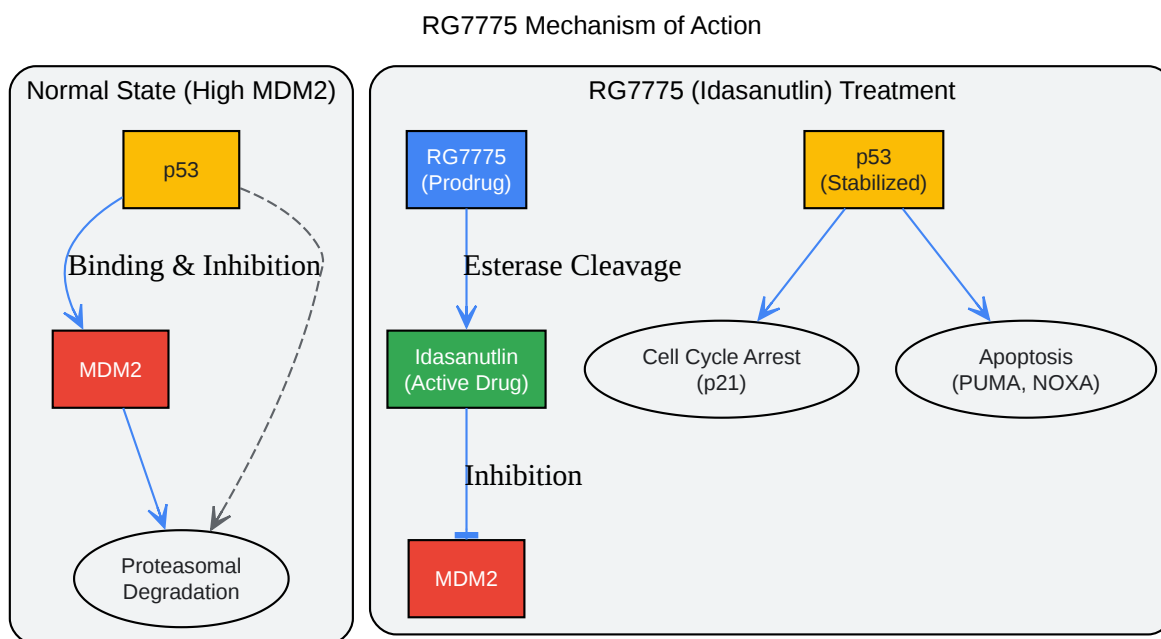 RG7775 Mechanism of Action
Normal State (High MDM2)
p53
Binding & Inhibition
MDM2
Proteasomal
Degradation
RG7775 (Idasanutlin) Treatment
RG7775
(Prodrug)
Esterase Cleavage
Idasanutlin
(Active Drug)
Inhibition
MDM2
p53
(Stabilized)
Cell Cycle Arrest
(p21)
Apoptosis
(PUMA, NOXA)